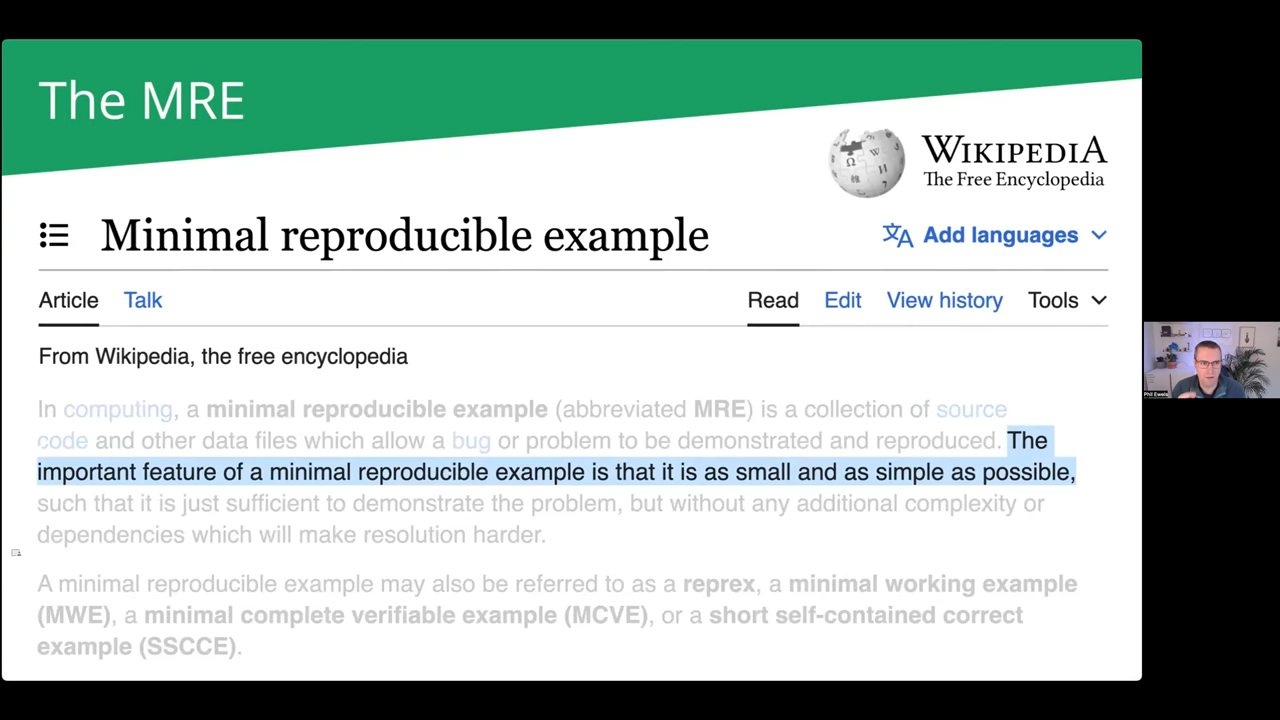 The MRE
WIKIPEDIA
The Free Encyclopedia
Minimal reproducible example
Add languages
Article Talk Read Edit View history Tools
From Wikipedia, the free encyclopedia
In computing, a minimal reproducible example (abbreviated MRE) is a collection of source
code and other data files which allow a bug or problem to be demonstrated and reproduced. The
important feature of a minimal reproducible example is that it is as small and as simple as possible,
such that it is just sufficient to demonstrate the problem, but without any additional complexity or
dependencies which will make resolution harder.
A minimal reproducible example may also be referred to as a reprex, a minimal working example
(MWE), a minimal complete verifiable example (MCVE), or a short self-contained correct
example (SSCCE).
Phil Ewels